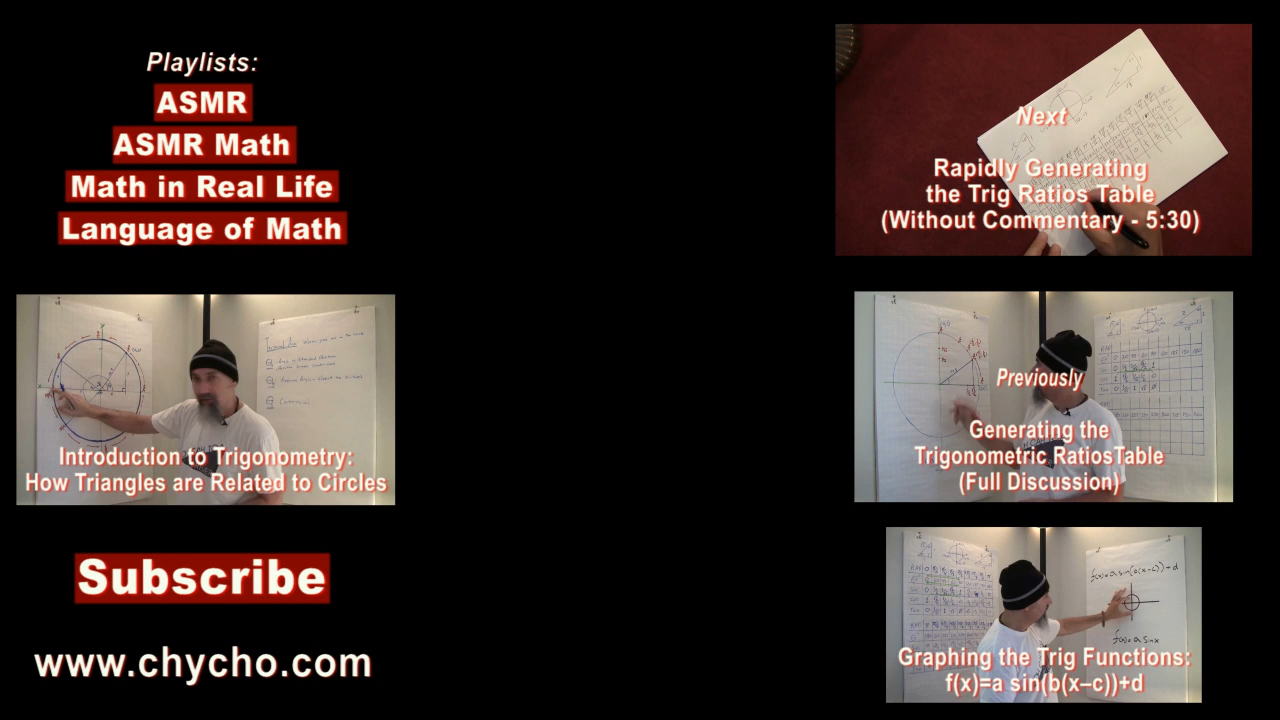 Playlists:
ASMR
ASMR Math
Math in Real Life
Language of Math
Introduction to Trigonometry:
How Triangles are Related to Circles
Subscribe
www.chycho.com
Next
Rapidly Generating
the Trig Ratios Table
(Without Commentary - 5:30)
Previously
Generating the
Trigonometric RatiosTable
(Full Discussion)
f(x)=a sin(b(x-c))+d
f(x)=a sinx
Graphing the Trig Functions:
f(x)=a sin(b(x–c))+d